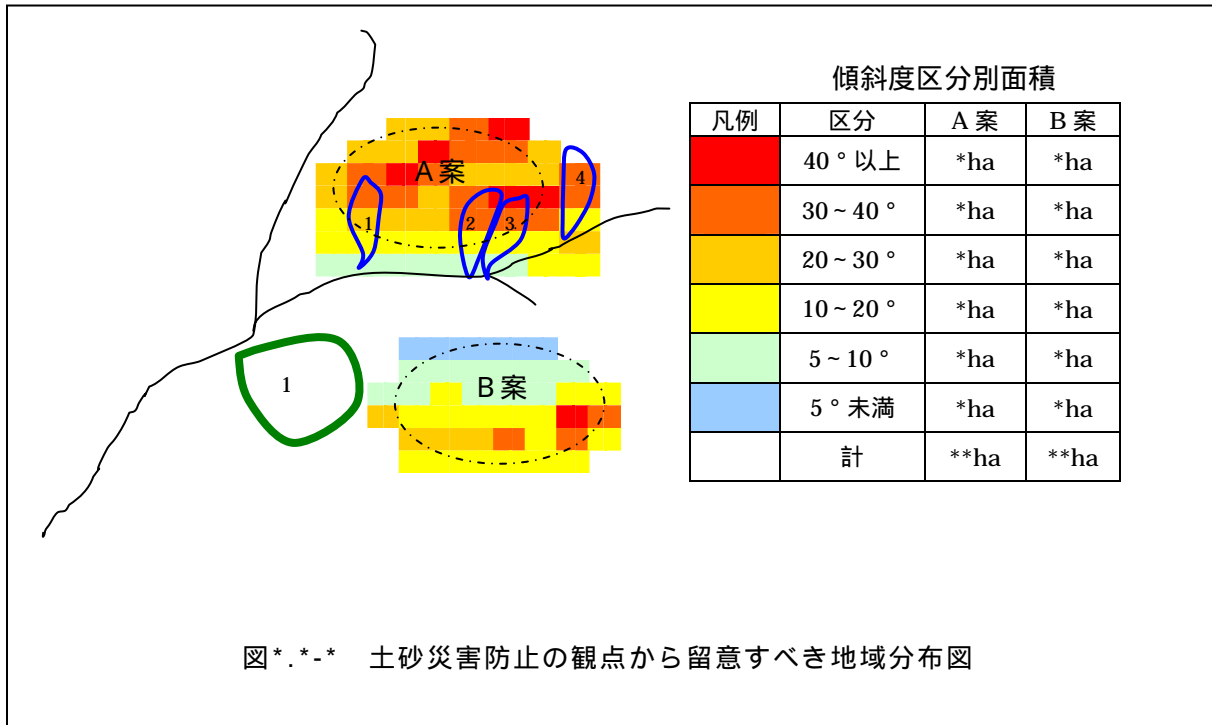 傾斜度区分別面積
凡例 区分 A案 B案
40°以上 *ha *ha
30~40° *ha *ha
20~30° *ha *ha
10~20° *ha *ha
5~10° *ha *ha
5°未満 *ha *ha
計 **ha **ha
A案
4
1
2
3
B案
1
図*.*-* 土砂災害防止の観点から留意すべき地域分布図